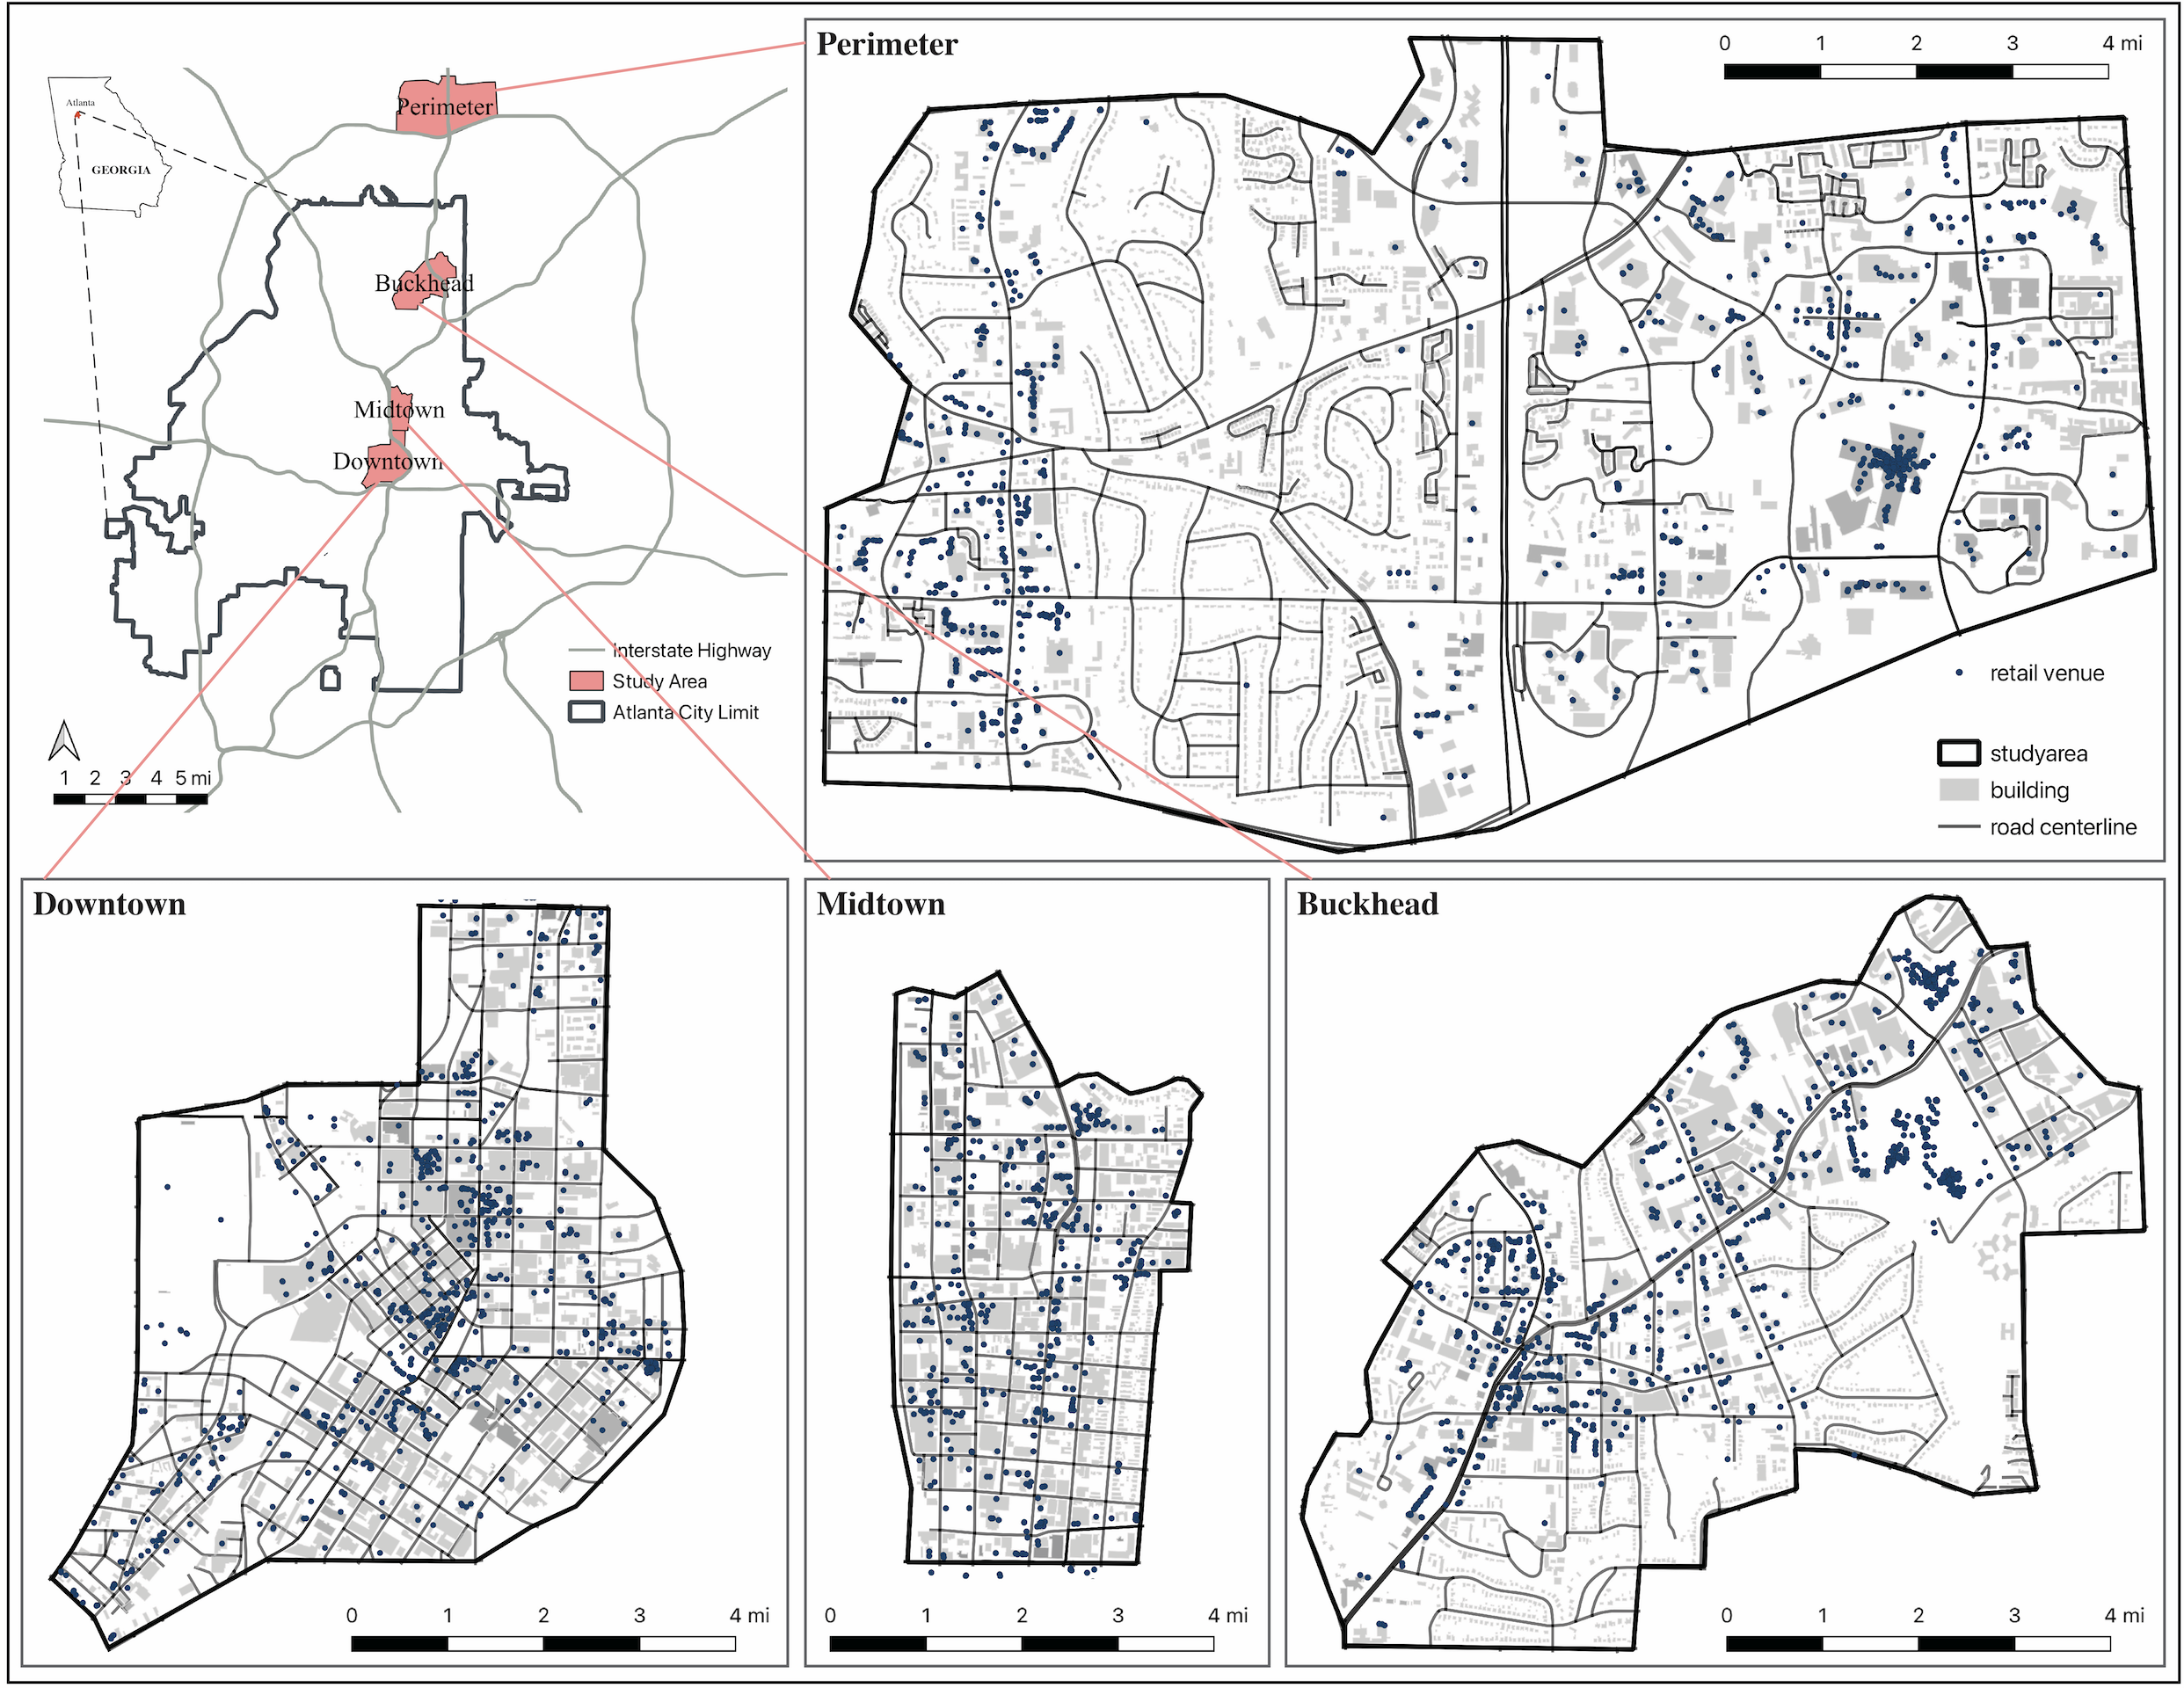 Atlanta
GEORGIA
Perimeter
Buckhead
Midtown
Downtown
Interstate Highway
Study Area
Atlanta City Limit
1 2 3 4 5 mi
Perimeter
0 1 2 3 4 mi
retail venue
studyarea
building
road centerline
Downtown
0 1 2 3 4 mi
Midtown
0 1 2 3 4 mi
Buckhead
0 1 2 3 4 mi